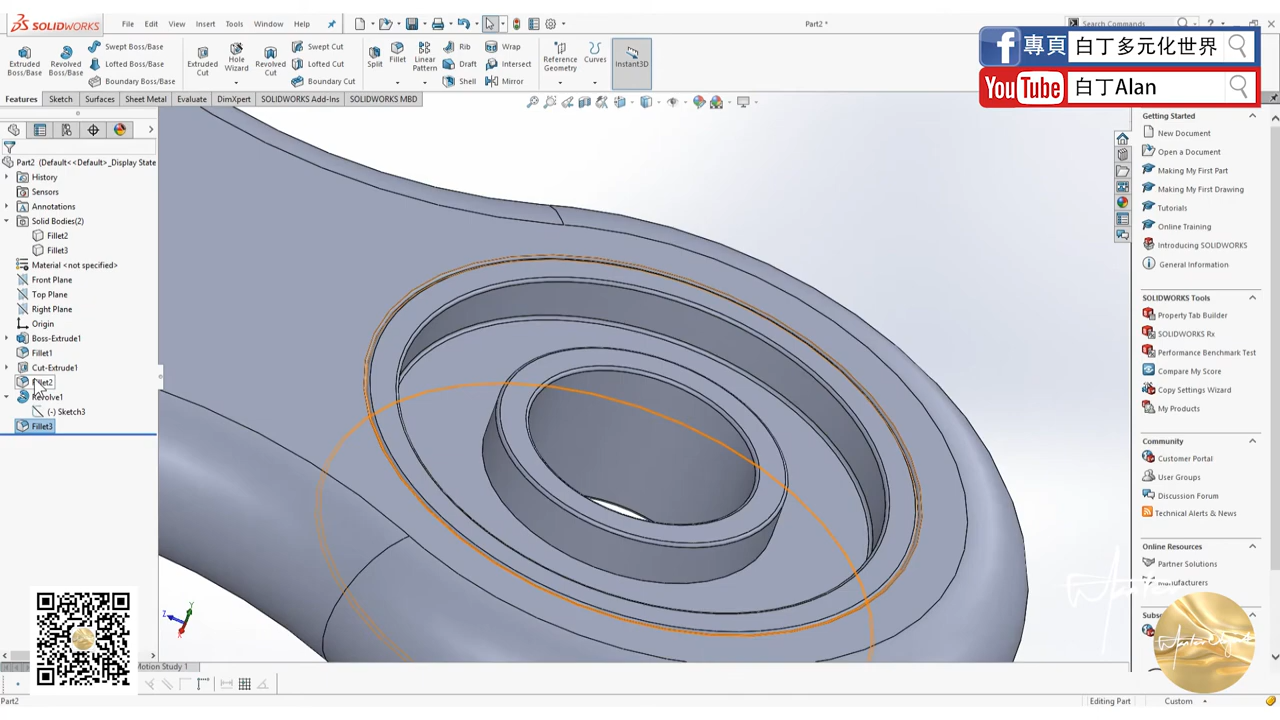 SOLIDWORKS
File
Edit
View
Insert
Tools
Window
Help
Part2 *
Search Commands
Extruded Boss/Base
Revolved Boss/Base
Swept Boss/Base
Lofted Boss/Base
Boundary Boss/Base
Extruded Cut
Hole Wizard
Revolved Cut
Swept Cut
Lofted Cut
Boundary Cut
Split
Fillet
Linear Pattern
Rib
Draft
Shell
Wrap
Intersect
Mirror
Reference Geometry
Curves
Instant3D
f 專頁 白丁多元化世界
YouTube 白丁Alan
Features
Sketch
Surfaces
Sheet Metal
Evaluate
DimXpert
SOLIDWORKS Add-Ins
SOLIDWORKS MBD
Part2 (Default<<Default>_Display State
History
Sensors
Annotations
Solid Bodies(2)
Fillet2
Fillet3
Material <not specified>
Front Plane
Top Plane
Right Plane
Origin
Boss-Extrude1
Fillet1
Cut-Extrude1
Fillet2
Revolve1
(-) Sketch3
Fillet3
Getting Started
New Document
Open a Document
Making My First Part
Making My First Drawing
Tutorials
Online Training
Introducing SOLIDWORKS
General Information
SOLIDWORKS Tools
Property Tab Builder
SOLIDWORKS Rx
Performance Benchmark Test
Compare My Score
Copy Settings Wizard
My Products
Community
Customer Portal
User Groups
Discussion Forum
Technical Alerts & News
Online Resources
Partner Solutions
Manufacturers
Z
Y
X
Motion Study 1
Part2
Editing Part
Custom